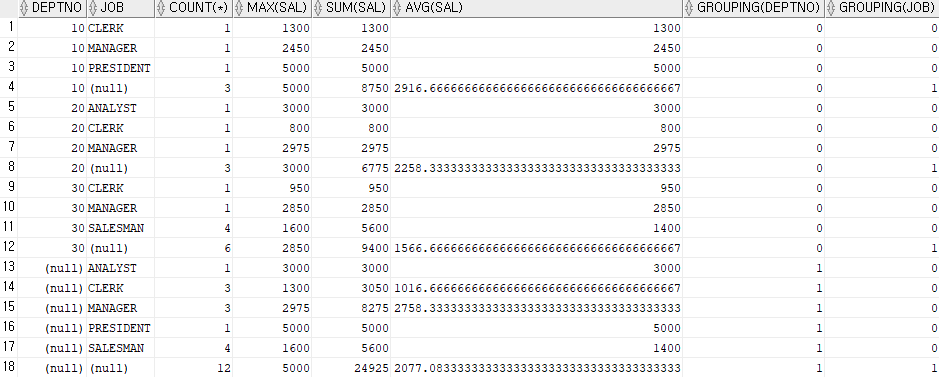 DEPTNO JOB COUNT(*) MAX(SAL) SUM(SAL) AVG(SAL) GROUPING(DEPTNO) GROUPING(JOB)
1 10 CLERK 1 1300 1300 1300 0 0
2 10 MANAGER 1 2450 2450 2450 0 0
3 10 PRESIDENT 1 5000 5000 5000 0 0
4 10 (null) 3 5000 8750 2916.66666666666666666666666666666666667 0 1
5 20 ANALYST 1 3000 3000 3000 0 0
6 20 CLERK 1 800 800 800 0 0
7 20 MANAGER 1 2975 2975 2975 0 0
8 20 (null) 3 3000 6775 2258.33333333333333333333333333333333333 0 1
9 30 CLERK 1 950 950 950 0 0
10 30 MANAGER 1 2850 2850 2850 0 0
11 30 SALESMAN 4 1600 5600 1400 0 0
12 30 (null) 6 2850 9400 1566.66666666666666666666666666666666667 0 1
13 (null) ANALYST 1 3000 3000 3000 1 0
14 (null) CLERK 3 1300 3050 1016.66666666666666666666666666666666667 1 0
15 (null) MANAGER 3 2975 8275 2758.33333333333333333333333333333333333 1 0
16 (null) PRESIDENT 1 5000 5000 5000 1 0
17 (null) SALESMAN 4 1600 5600 1400 1 0
18 (null) (null) 12 5000 24925 2077.08333333333333333333333333333333333 1 1